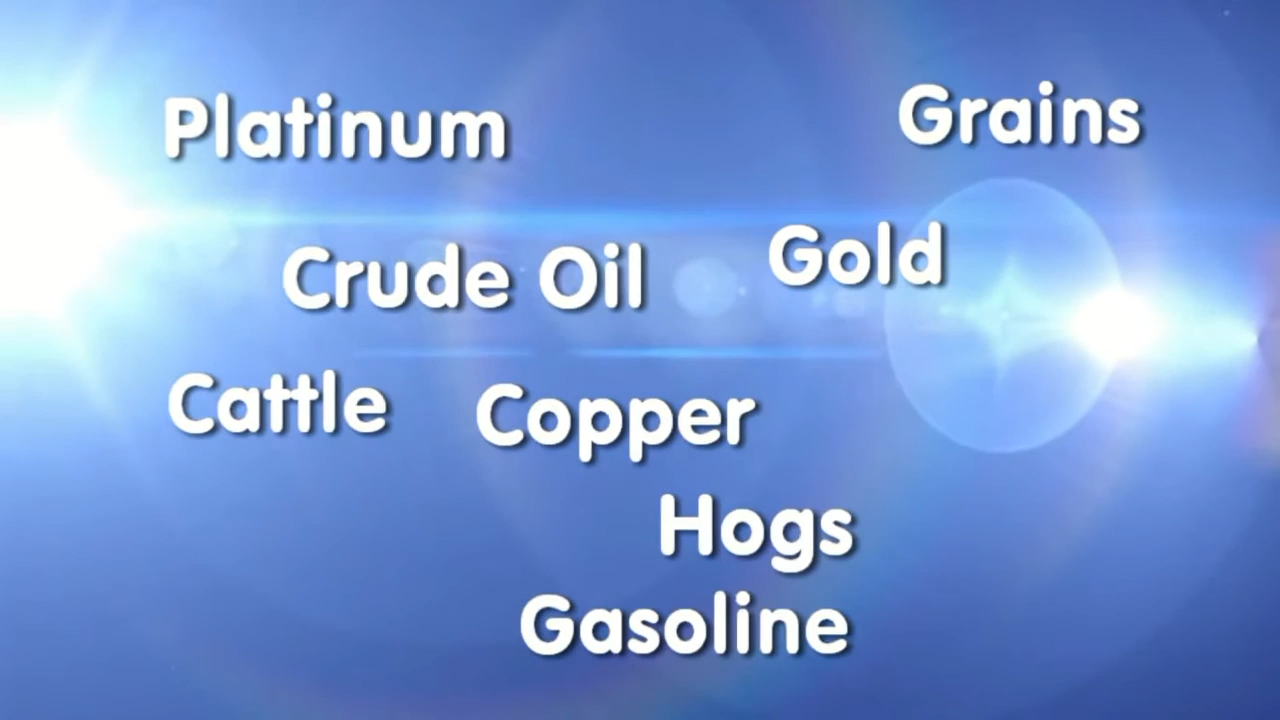 Platinum
Grains
Crude Oil
Gold
Cattle
Copper
Hogs
Gasoline